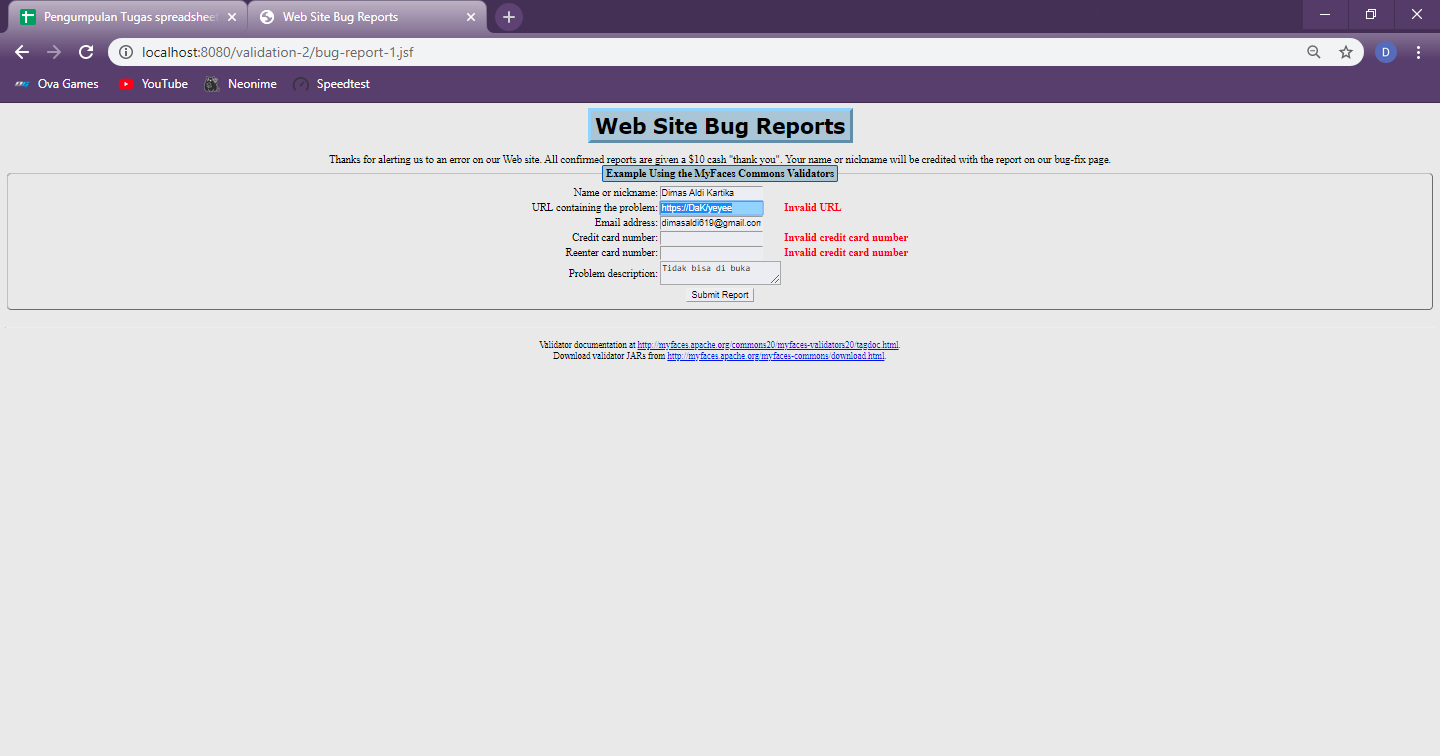 Pengumpulan Tugas spreadsheet
Web Site Bug Reports
localhost:8080/validation-2/bug-report-1.jsf
D
Ova Games
YouTube
Neonime
Speedtest
Web Site Bug Reports
Thanks for alerting us to an error on our Web site. All confirmed reports are given a $10 cash "thank you". Your name or nickname will be credited with the report on our bug-fix page.
Example Using the MyFaces Commons Validators
Name or nickname: Dimas Aldi Kartika
URL containing the problem: https://DaK/yeyee Invalid URL
Email address: dimasaldi619@gmail.com
Credit card number: Invalid credit card number
Reenter card number: Invalid credit card number
Problem description: Tidak bisa di buka
Submit Report
Validator documentation at http://myfaces.apache.org/commons20/myfaces-validators20/tagdoc.html.
Download validator JARs from http://myfaces.apache.org/myfaces-commons/download.html.